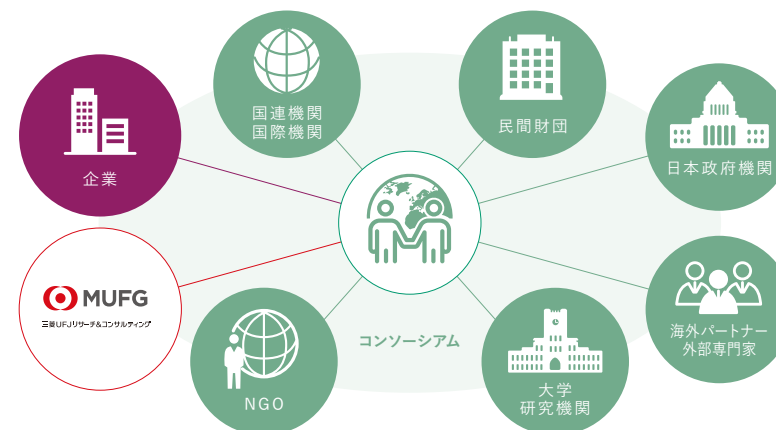 国連機関
国際機関
民間財団
企業
日本政府機関
MUFG
三菱UFJリサーチ&コンサルティング
コンソーシアム
海外パートナー
外部専門家
NGO
大学
研究機関